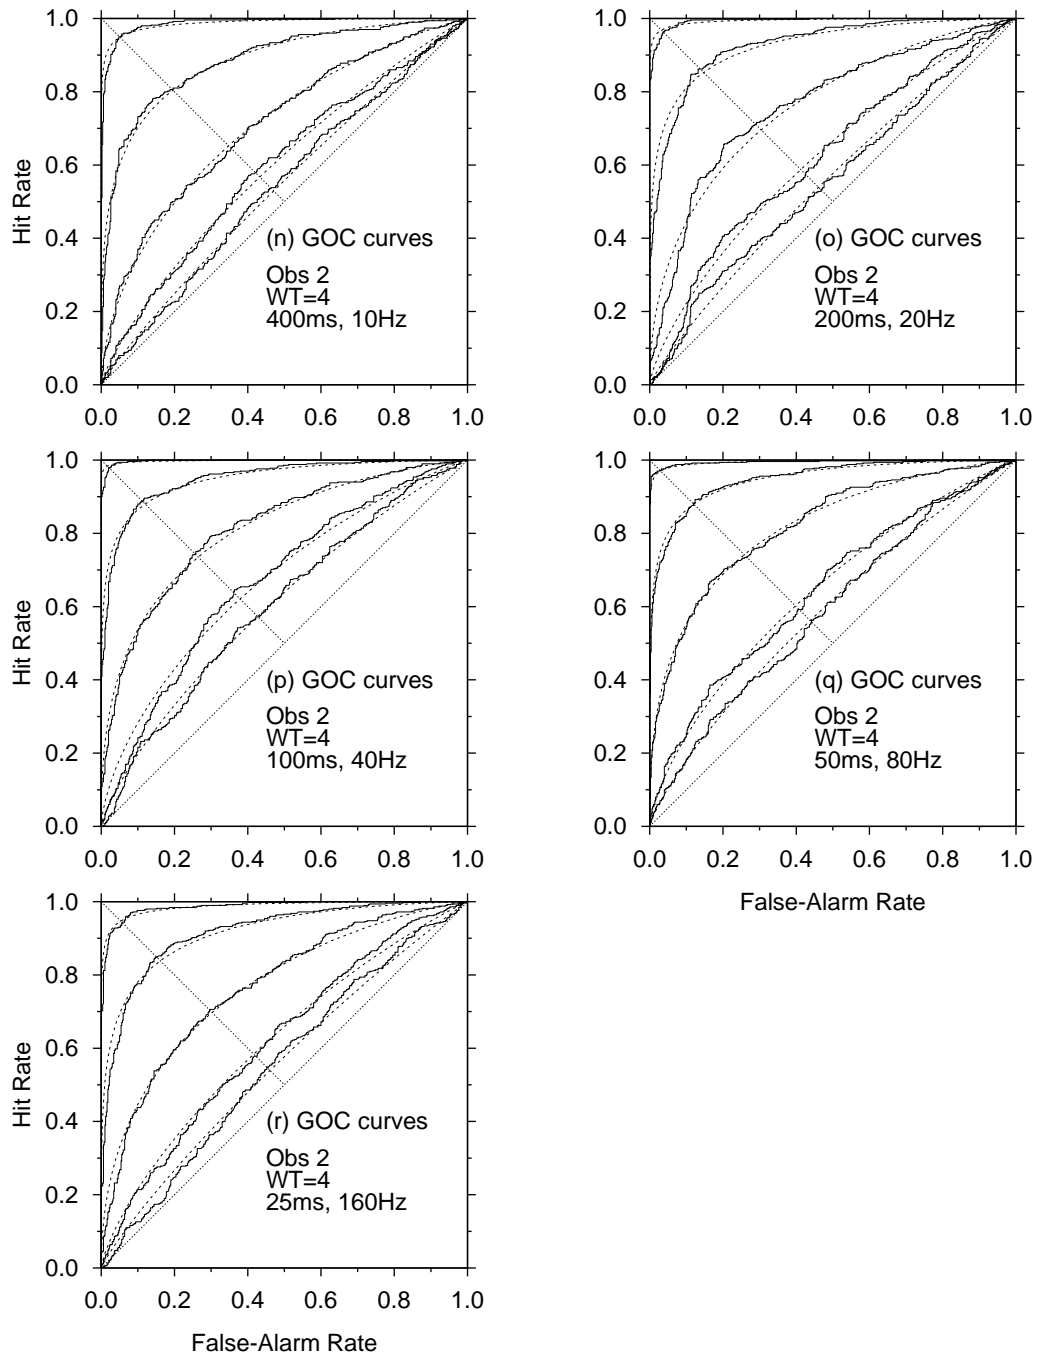 1.0
0.8
0.6
0.4
0.2
0.0
Hit Rate
(n) GOC curves
Obs 2
WT=4
400ms, 10Hz
0.0 0.2 0.4 0.6 0.8 1.0
1.0
0.8
0.6
0.4
0.2
0.0
(o) GOC curves
Obs 2
WT=4
200ms, 20Hz
0.0 0.2 0.4 0.6 0.8 1.0
1.0
0.8
0.6
0.4
0.2
0.0
Hit Rate
(p) GOC curves
Obs 2
WT=4
100ms, 40Hz
0.0 0.2 0.4 0.6 0.8 1.0
1.0
0.8
0.6
0.4
0.2
0.0
(q) GOC curves
Obs 2
WT=4
50ms, 80Hz
0.0 0.2 0.4 0.6 0.8 1.0
False-Alarm Rate
1.0
0.8
0.6
0.4
0.2
0.0
Hit Rate
(r) GOC curves
Obs 2
WT=4
25ms, 160Hz
0.0 0.2 0.4 0.6 0.8 1.0
False-Alarm Rate